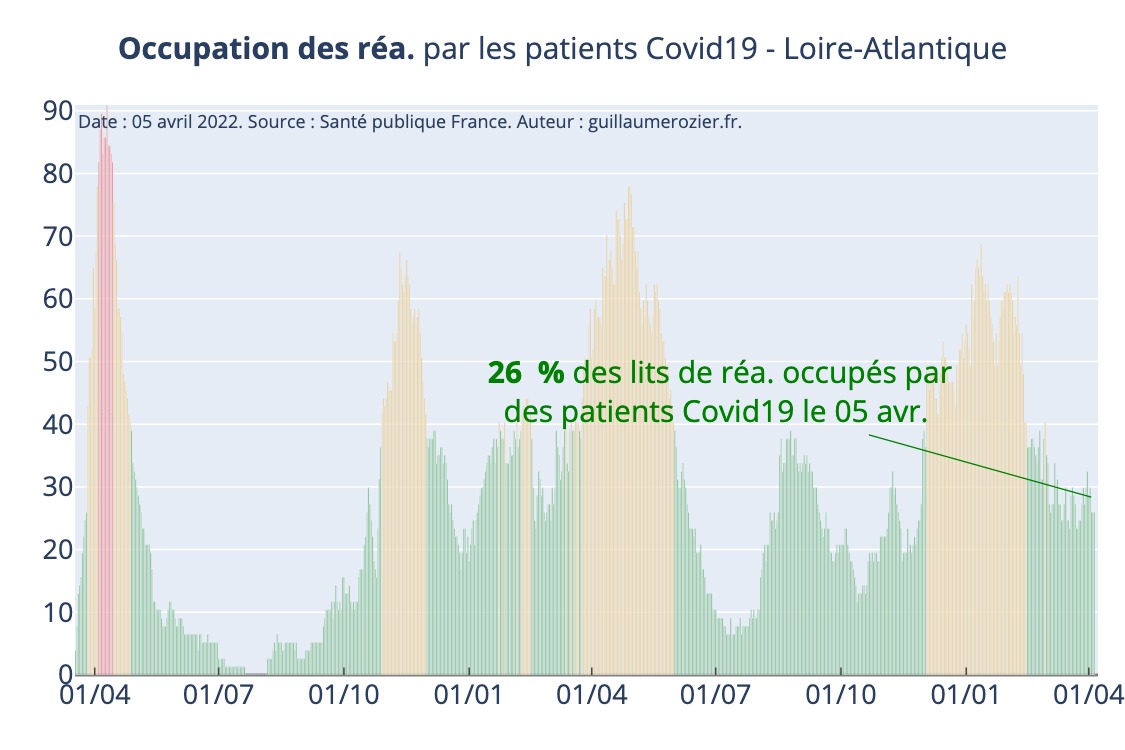 Occupation des réa. par les patients Covid19 - Loire-Atlantique
90
Date : 05 avril 2022. Source : Santé publique France. Auteur : guillaumerozier.fr.
80
70
60
50
26 % des lits de réa. occupés par
des patients Covid19 le 05 avr.
40
30
20
10
0
01/04 01/07 01/10 01/01 01/04 01/07 01/10 01/01 01/04